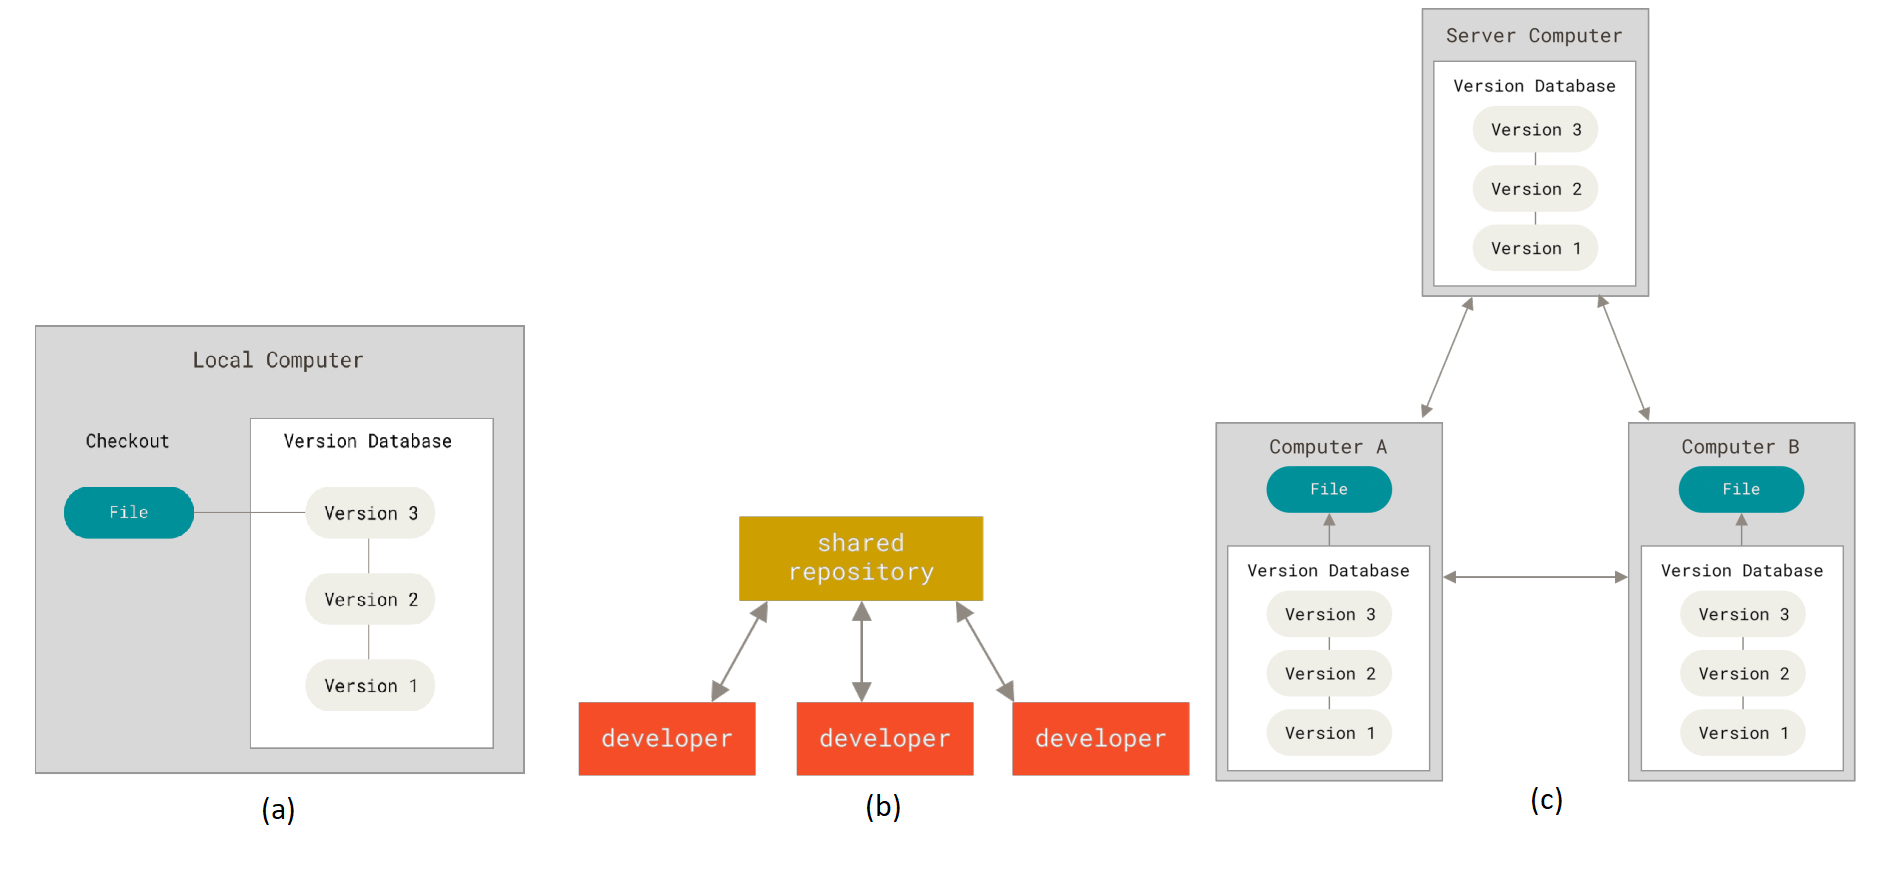 Local Computer
Checkout
File
Version Database
Version 3
Version 2
Version 1
(a)
shared
repository
developer
developer
developer
(b)
Server Computer
Version Database
Version 3
Version 2
Version 1
Computer A
File
Version Database
Version 3
Version 2
Version 1
Computer B
File
Version Database
Version 3
Version 2
Version 1
(c)